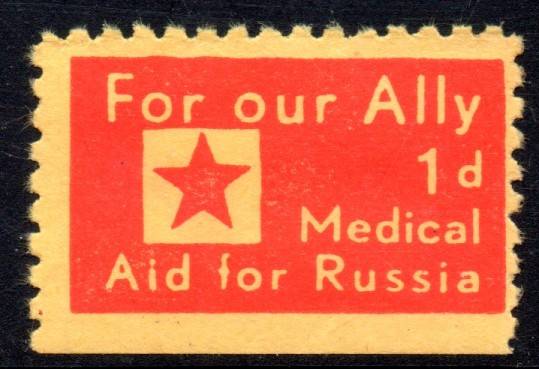 For our Ally
1d
Medical
Aid for Russia